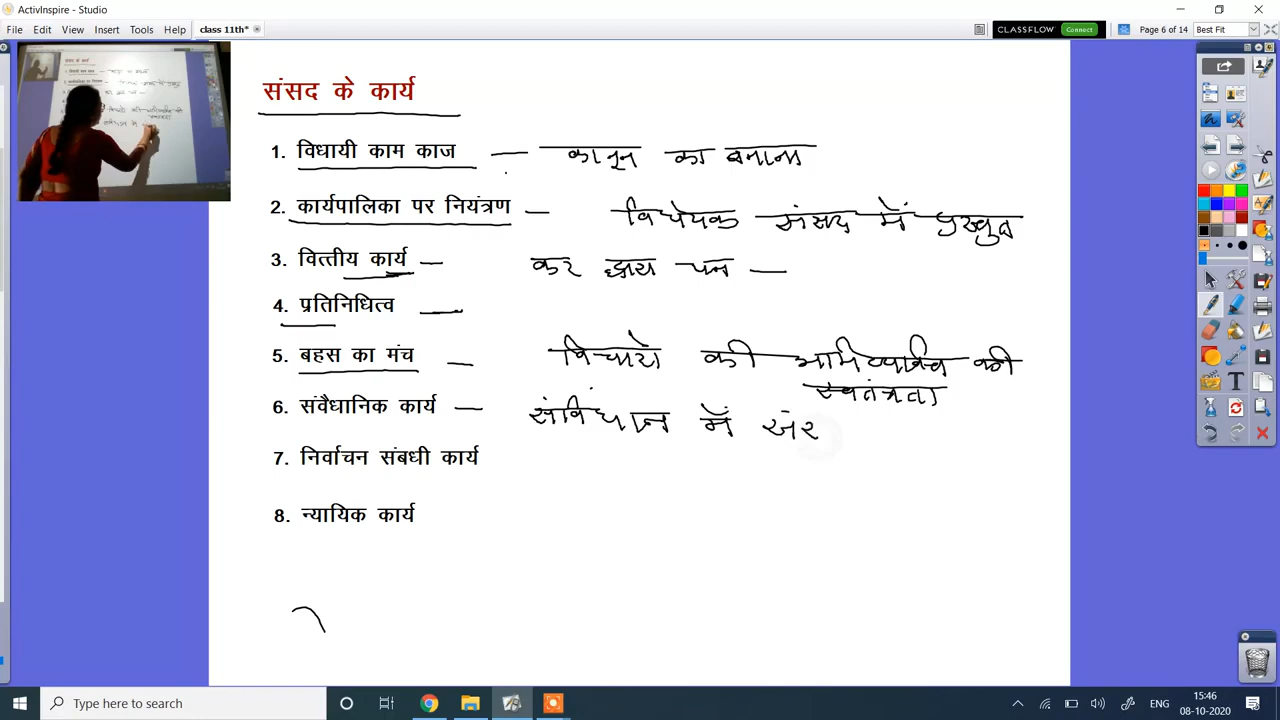 ActivInspire - Studio
File Edit View Insert Tools Help class 11th* CLASSFLOW Connect Page 6 of 14 Best Fit
संसद के कार्य
1. विधायी काम काज — कानून का बनाना
2. कार्यपालिका पर नियंत्रण — विधेयक संसद में प्रस्तुत
3. वित्तीय कार्य — कर द्वारा धन —
4. प्रतिनिधित्व —
5. बहस का मंच — विचारो की अभिव्यक्ति की
स्वतंत्रता
6. संवैधानिक कार्य — संविधान में संर
7. निर्वाचन संबधी कार्य
8. न्यायिक कार्य
Type here to search
ENG 15:46
08-10-2020